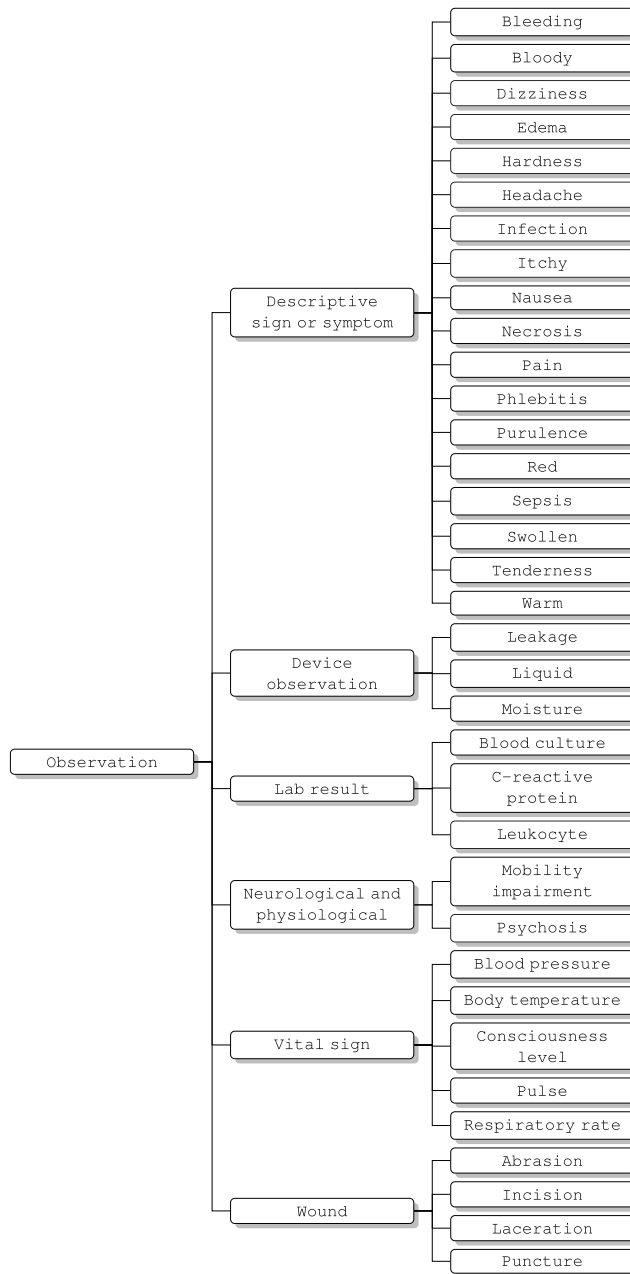 Observation
Descriptive
sign or symptom
Bleeding
Bloody
Dizziness
Edema
Hardness
Headache
Infection
Itchy
Nausea
Necrosis
Pain
Phlebitis
Purulence
Red
Sepsis
Swollen
Tenderness
Warm
Device
observation
Leakage
Liquid
Moisture
Lab result
Blood culture
C-reactive
protein
Leukocyte
Neurological and
physiological
Mobility
impairment
Psychosis
Vital sign
Blood pressure
Body temperature
Consciousness
level
Pulse
Respiratory rate
Wound
Abrasion
Incision
Laceration
Puncture